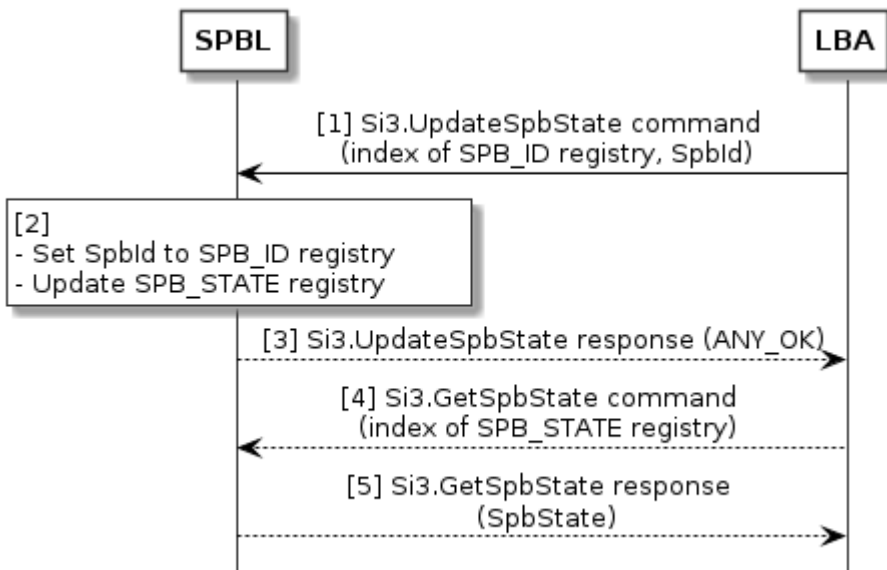 SPBL
LBA
[1] Si3.UpdateSpbState command
(index of SPB_ID registry, SpbId)
[2]
- Set SpbId to SPB_ID registry
- Update SPB_STATE registry
[3] Si3.UpdateSpbState response (ANY_OK)
[4] Si3.GetSpbState command
(index of SPB_STATE registry)
[5] Si3.GetSpbState response
(SpbState)